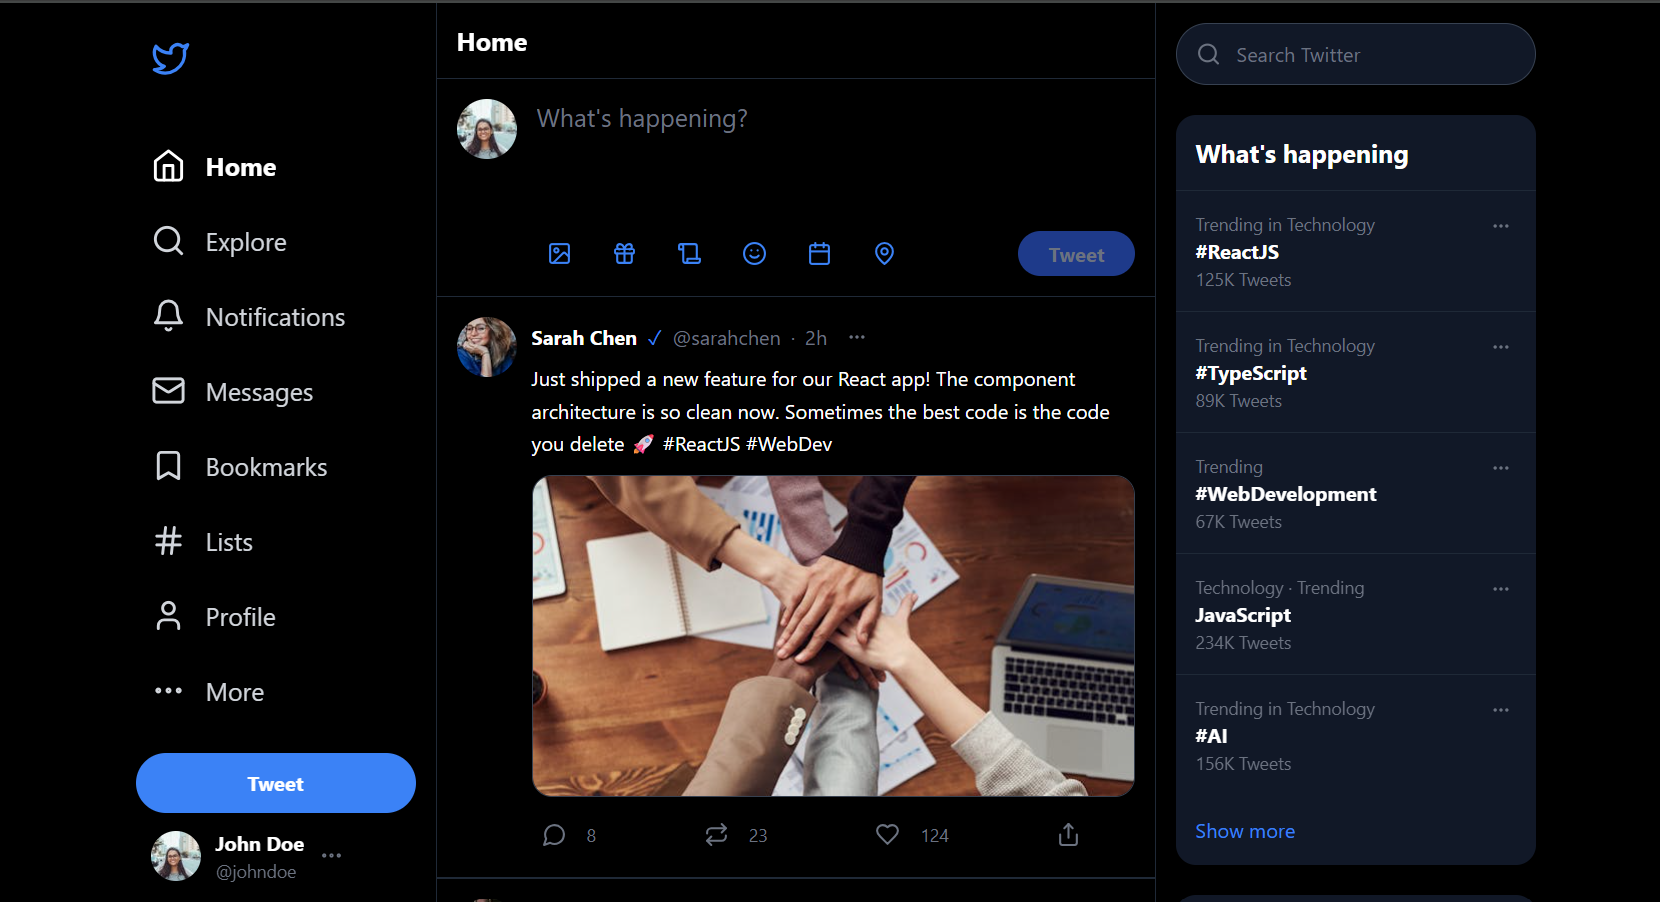 Home
Explore
Notifications
Messages
Bookmarks
Lists
Profile
More
Tweet
John Doe
@johndoe
Home
What's happening?
Tweet
Sarah Chen ✓ @sarahchen · 2h
Just shipped a new feature for our React app! The component
architecture is so clean now. Sometimes the best code is the code
you delete 🚀 #ReactJS #WebDev
8 23 124
Search Twitter
What's happening
Trending in Technology
#ReactJS
125K Tweets
Trending in Technology
#TypeScript
89K Tweets
Trending
#WebDevelopment
67K Tweets
Technology · Trending
JavaScript
234K Tweets
Trending in Technology
#AI
156K Tweets
Show more